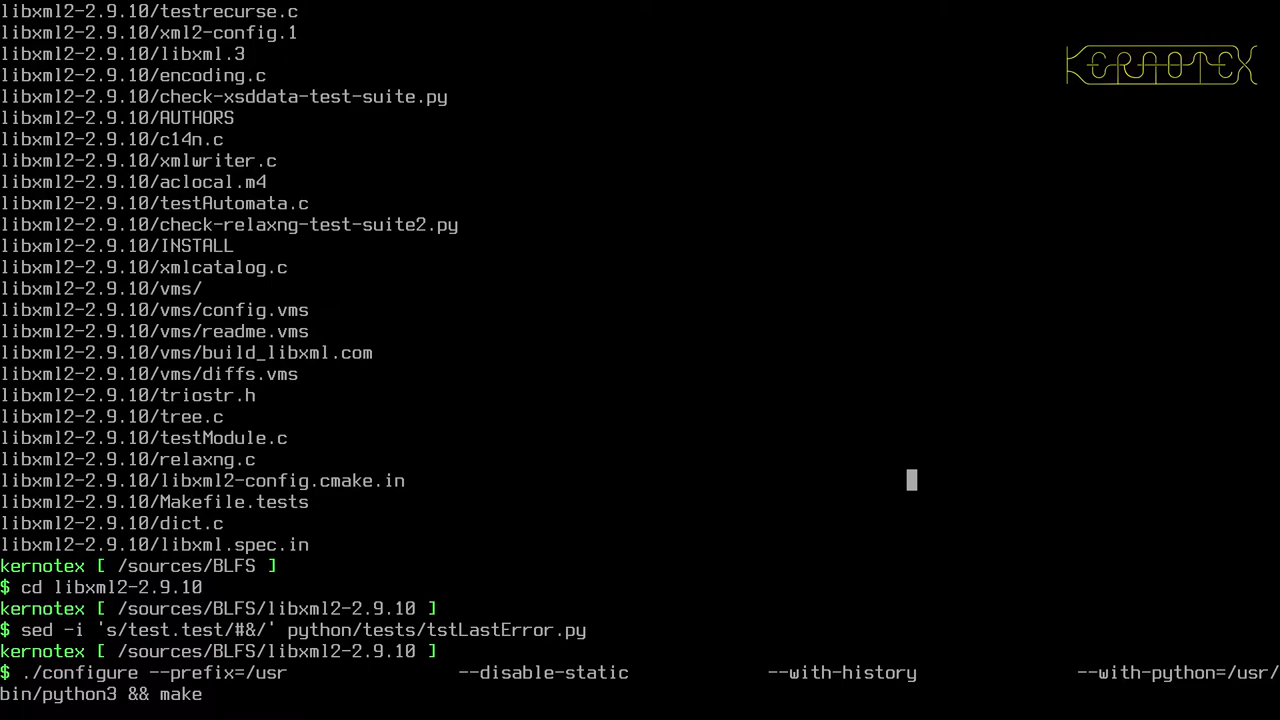 libxml2-2.9.10/testrecurse.c
libxml2-2.9.10/xml2-config.1
libxml2-2.9.10/libxml.3
libxml2-2.9.10/encoding.c
KERNOTEX
libxml2-2.9.10/check-xsddata-test-suite.py
libxml2-2.9.10/AUTHORS
libxml2-2.9.10/c14n.c
libxml2-2.9.10/xmlwriter.c
libxml2-2.9.10/aclocal.m4
libxml2-2.9.10/testAutomata.c
libxml2-2.9.10/check-relaxng-test-suite2.py
libxml2-2.9.10/INSTALL
libxml2-2.9.10/xmlcatalog.c
libxml2-2.9.10/vms/
libxml2-2.9.10/vms/config.vms
libxml2-2.9.10/vms/readme.vms
libxml2-2.9.10/vms/build_libxml.com
libxml2-2.9.10/vms/diffs.vms
libxml2-2.9.10/triostr.h
libxml2-2.9.10/tree.c
libxml2-2.9.10/testModule.c
libxml2-2.9.10/relaxng.c
libxml2-2.9.10/libxml2-config.cmake.in
libxml2-2.9.10/Makefile.tests
libxml2-2.9.10/dict.c
libxml2-2.9.10/libxml.spec.in
kernotex [ /sources/BLFS ]
$ cd libxml2-2.9.10
kernotex [ /sources/BLFS/libxml2-2.9.10 ]
$ sed -i 's/test.test/#&/' python/tests/tstLastError.py
kernotex [ /sources/BLFS/libxml2-2.9.10 ]
$ ./configure --prefix=/usr --disable-static --with-history --with-python=/usr/
bin/python3 && make